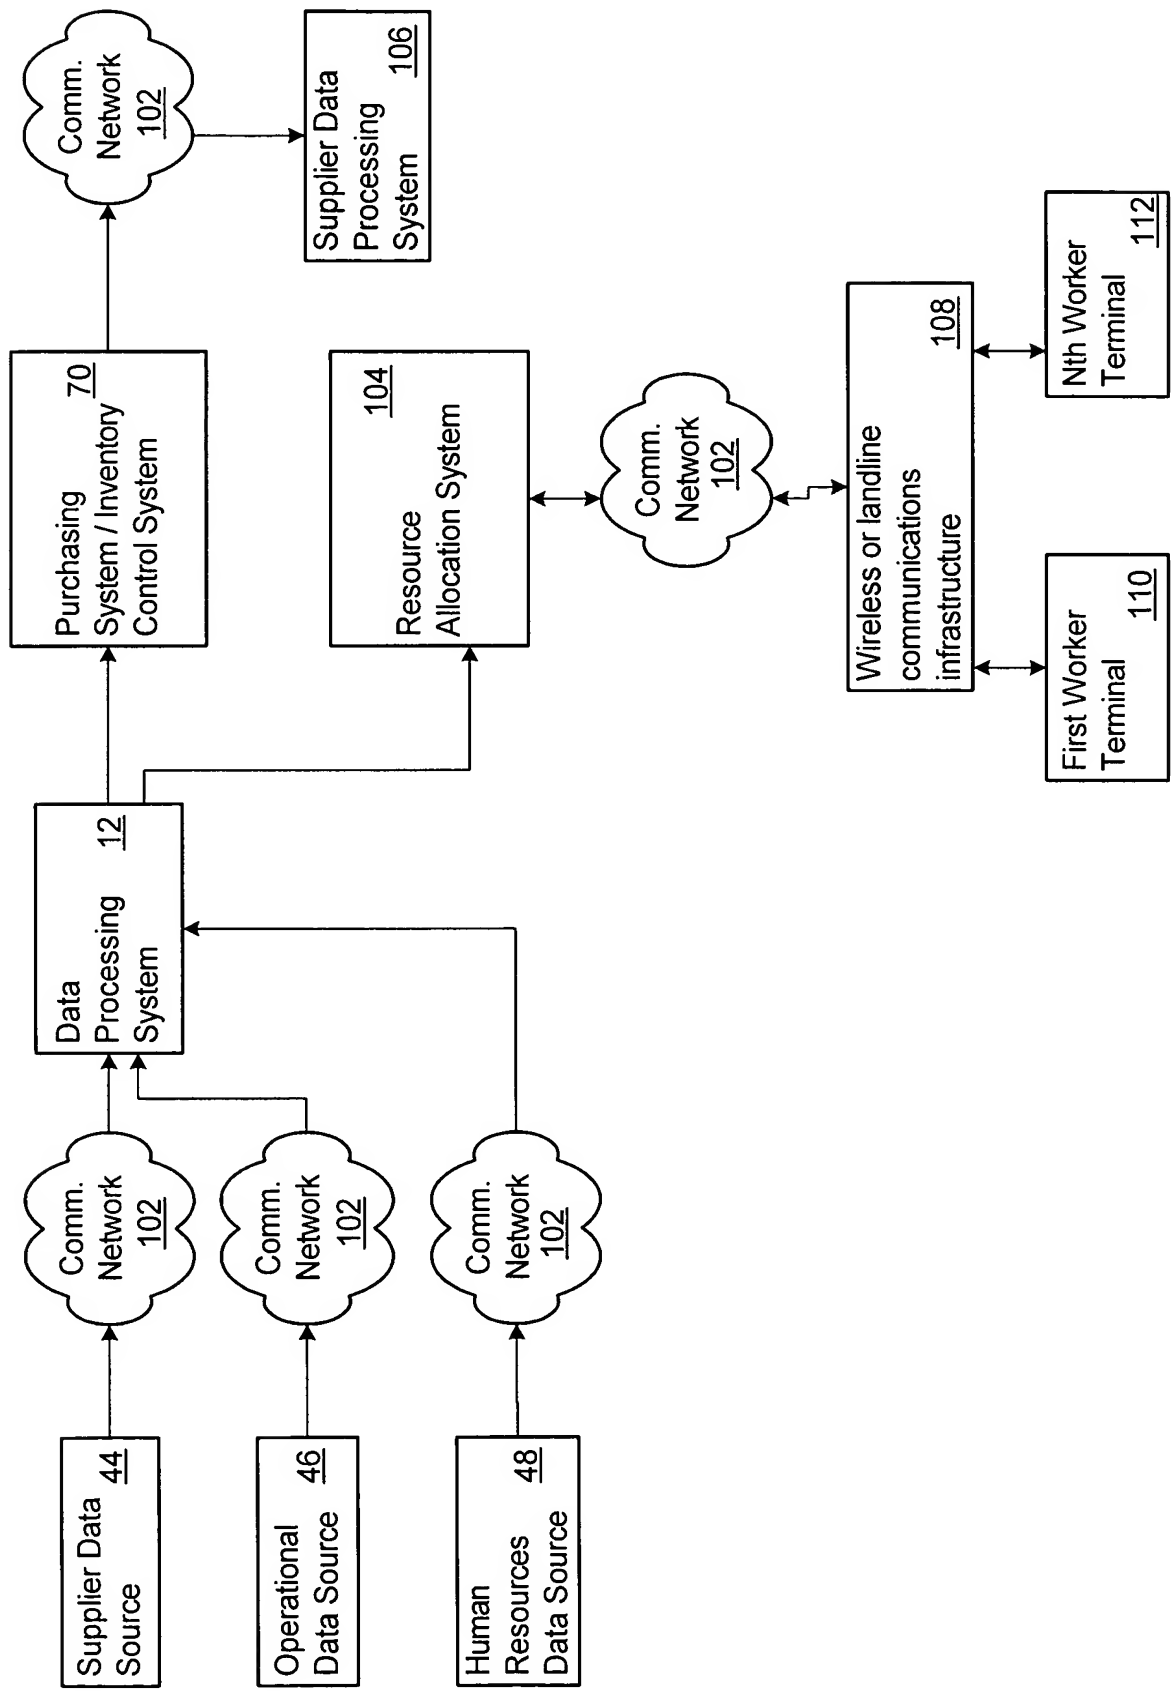 Supplier Data
Source
44
Comm.
Network
102
Data
Processing
System
12
Purchasing
System / Inventory
Control System
70
Comm.
Network
102
Supplier Data
Processing
System
106
Operational
Data Source
46
Comm.
Network
102
Resource
Allocation System
104
Human
Resources
Data Source
48
Comm.
Network
102
Comm.
Network
102
Wireless or landline
communications
infrastructure
108
First Worker
Terminal
110
Nth Worker
Terminal
112